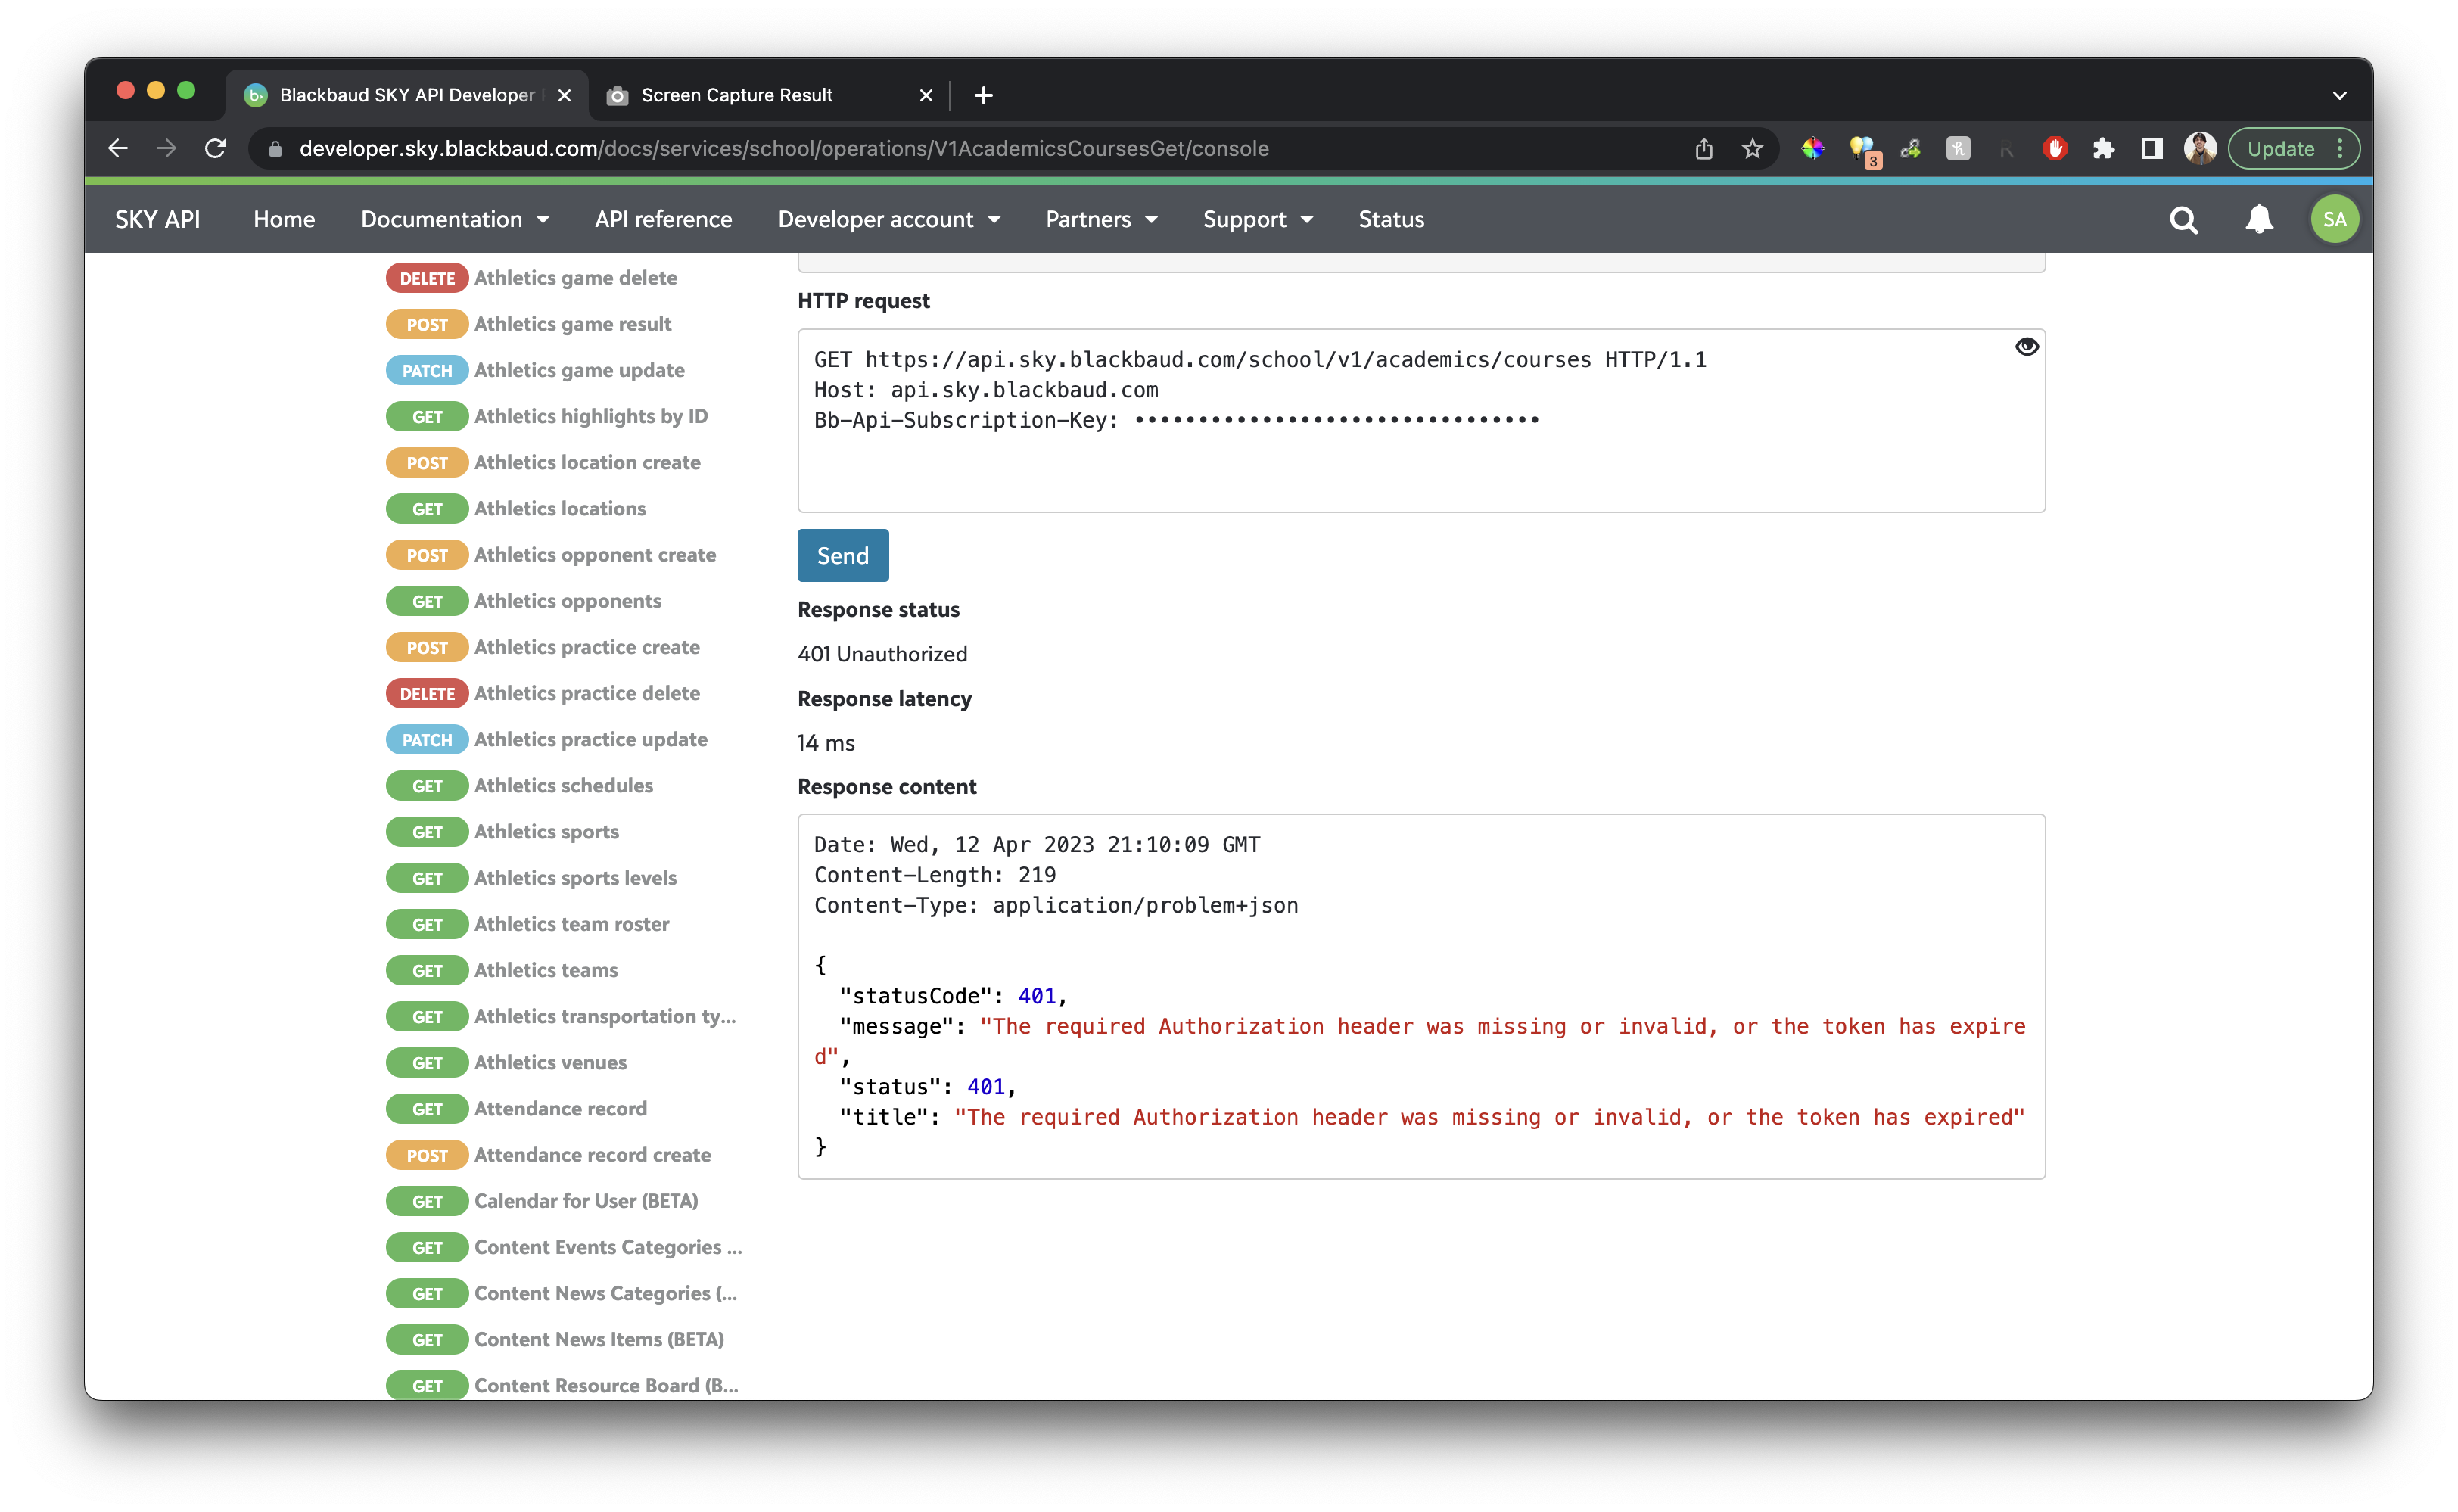 Blackbaud SKY API Developer
Screen Capture Result
developer.sky.blackbaud.com/docs/services/school/operations/V1AcademicsCoursesGet/console
3
Update
SKY API Home Documentation API reference Developer account Partners Support Status SA
DELETE Athletics game delete
POST Athletics game result
PATCH Athletics game update
GET Athletics highlights by ID
POST Athletics location create
GET Athletics locations
POST Athletics opponent create
GET Athletics opponents
POST Athletics practice create
DELETE Athletics practice delete
PATCH Athletics practice update
GET Athletics schedules
GET Athletics sports
GET Athletics sports levels
GET Athletics team roster
GET Athletics teams
GET Athletics transportation ty...
GET Athletics venues
GET Attendance record
POST Attendance record create
GET Calendar for User (BETA)
GET Content Events Categories ...
GET Content News Categories (...
GET Content News Items (BETA)
GET Content Resource Board (B...
HTTP request
GET https://api.sky.blackbaud.com/school/v1/academics/courses HTTP/1.1
Host: api.sky.blackbaud.com
Bb-Api-Subscription-Key: ••••••••••••••••••••••••••••••••
Send
Response status
401 Unauthorized
Response latency
14 ms
Response content
Date: Wed, 12 Apr 2023 21:10:09 GMT
Content-Length: 219
Content-Type: application/problem+json
{
"statusCode": 401,
"message": "The required Authorization header was missing or invalid, or the token has expire
d",
"status": 401,
"title": "The required Authorization header was missing or invalid, or the token has expired"
}